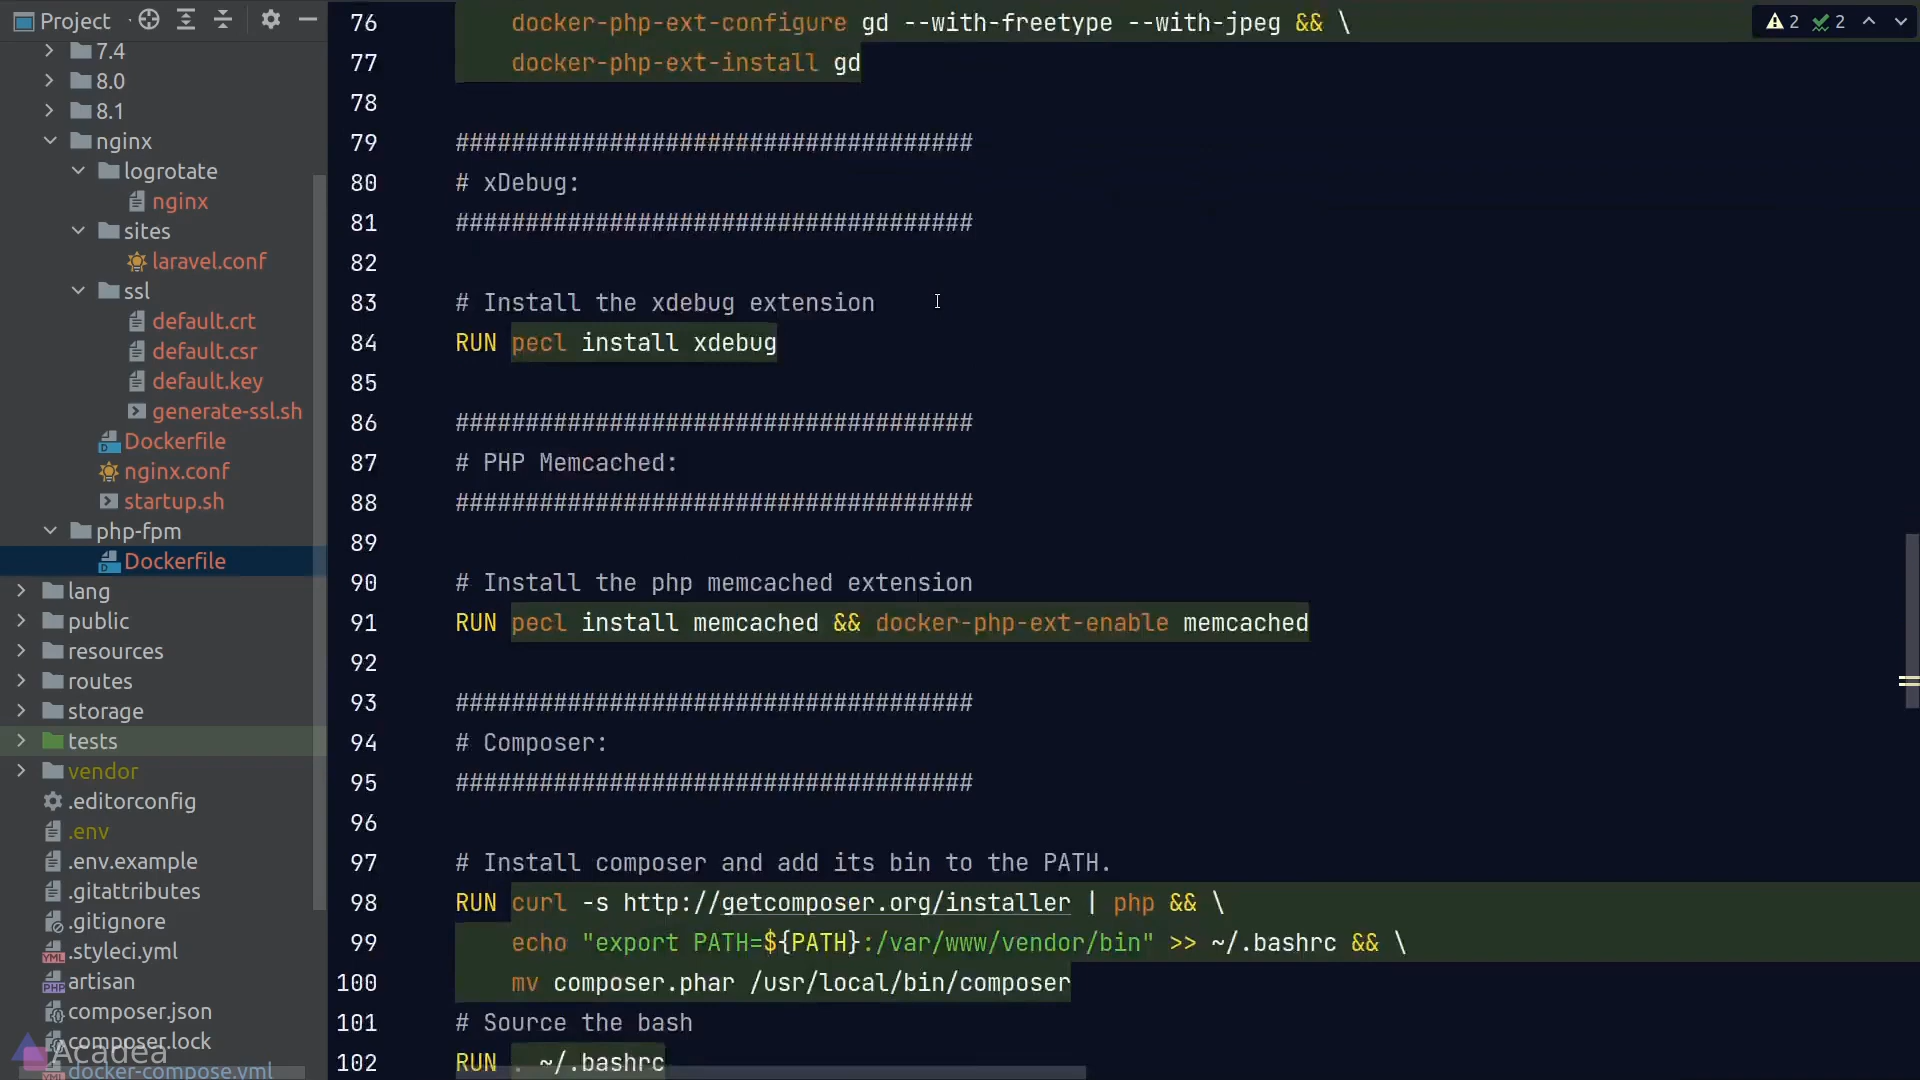 Project
7.4
8.0
8.1
nginx
logrotate
nginx
sites
laravel.conf
ssl
default.crt
default.csr
default.key
generate-ssl.sh
Dockerfile
nginx.conf
startup.sh
php-fpm
Dockerfile
lang
public
resources
routes
storage
tests
vendor
.editorconfig
.env
.env.example
.gitattributes
.gitignore
.styleci.yml
artisan
composer.json
composer.lock
docker-compose.yml
Acadea
2 2
76 docker-php-ext-configure gd --with-freetype --with-jpeg && \
77 docker-php-ext-install gd
78
79 #####################################
80 # xDebug:
81 #####################################
82
83 # Install the xdebug extension
84 RUN pecl install xdebug
85
86 #####################################
87 # PHP Memcached:
88 #####################################
89
90 # Install the php memcached extension
91 RUN pecl install memcached && docker-php-ext-enable memcached
92
93 #####################################
94 # Composer:
95 #####################################
96
97 # Install composer and add its bin to the PATH.
98 RUN curl -s http://getcomposer.org/installer | php && \
99 echo "export PATH=${PATH}:/var/www/vendor/bin" >> ~/.bashrc && \
100 mv composer.phar /usr/local/bin/composer
101 # Source the bash
102 RUN . ~/.bashrc